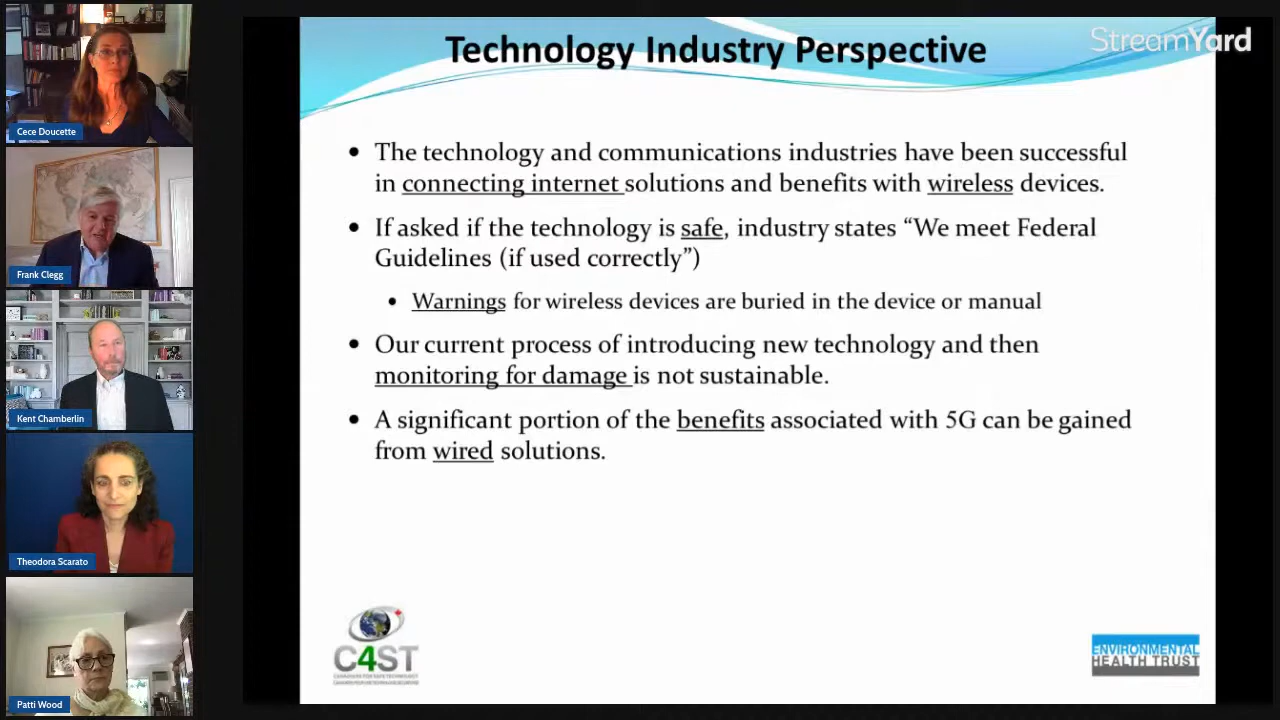 Technology Industry Perspective
StreamYard
• The technology and communications industries have been successful
in connecting internet solutions and benefits with wireless devices.
• If asked if the technology is safe, industry states “We meet Federal
Guidelines (if used correctly”)
• Warnings for wireless devices are buried in the device or manual
• Our current process of introducing new technology and then
monitoring for damage is not sustainable.
• A significant portion of the benefits associated with 5G can be gained
from wired solutions.
C4ST
CANADIANS FOR SAFE TECHNOLOGY
ENVIRONMENTAL
HEALTH TRUST
Cece Doucette
Frank Clegg
Kent Chamberlin
Theodora Scarato
Patti Wood